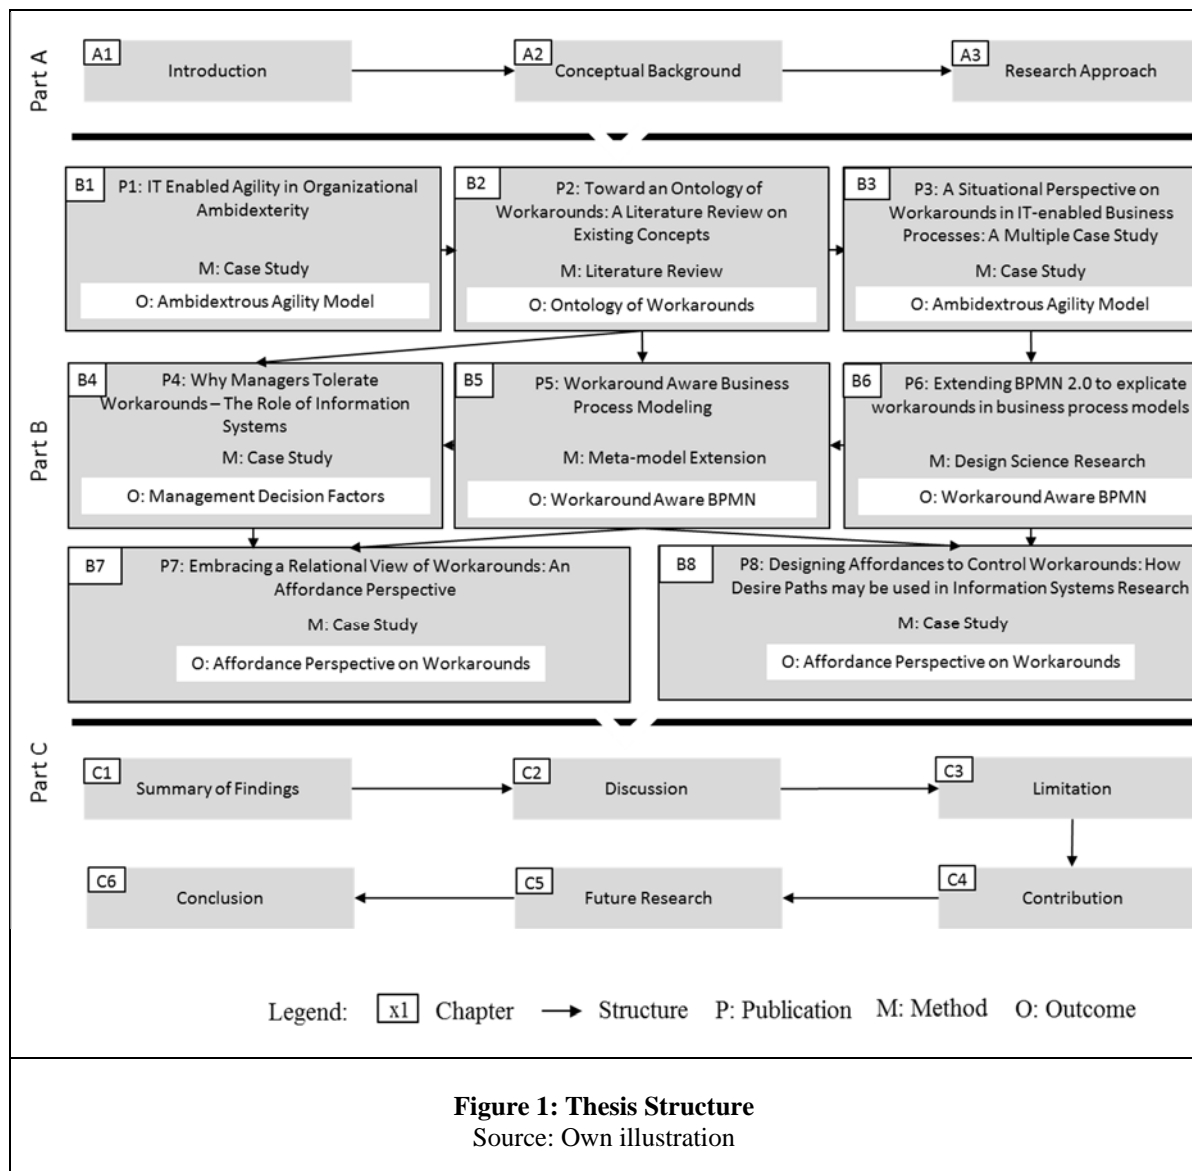 Part A
A1
Introduction
A2
Conceptual Background
A3
Research Approach
Part B
B1
P1: IT Enabled Agility in Organizational
Ambidexterity
M: Case Study
O: Ambidextrous Agility Model
B2
P2: Toward an Ontology of
Workarounds: A Literature Review on
Existing Concepts
M: Literature Review
O: Ontology of Workarounds
B3
P3: A Situational Perspective on
Workarounds in IT-enabled Business
Processes: A Multiple Case Study
M: Case Study
O: Ambidextrous Agility Model
B4
P4: Why Managers Tolerate
Workarounds – The Role of Information
Systems
M: Case Study
O: Management Decision Factors
B5
P5: Workaround Aware Business
Process Modeling
M: Meta-model Extension
O: Workaround Aware BPMN
B6
P6: Extending BPMN 2.0 to explicate
workarounds in business process models
M: Design Science Research
O: Workaround Aware BPMN
B7
P7: Embracing a Relational View of Workarounds: An
Affordance Perspective
M: Case Study
O: Affordance Perspective on Workarounds
B8
P8: Designing Affordances to Control Workarounds: How
Desire Paths may be used in Information Systems Research
M: Case Study
O: Affordance Perspective on Workarounds
Part C
C1
Summary of Findings
C2
Discussion
C3
Limitation
C6
Conclusion
C5
Future Research
C4
Contribution
Legend: x1 Chapter Structure P: Publication M: Method O: Outcome
Figure 1: Thesis Structure
Source: Own illustration